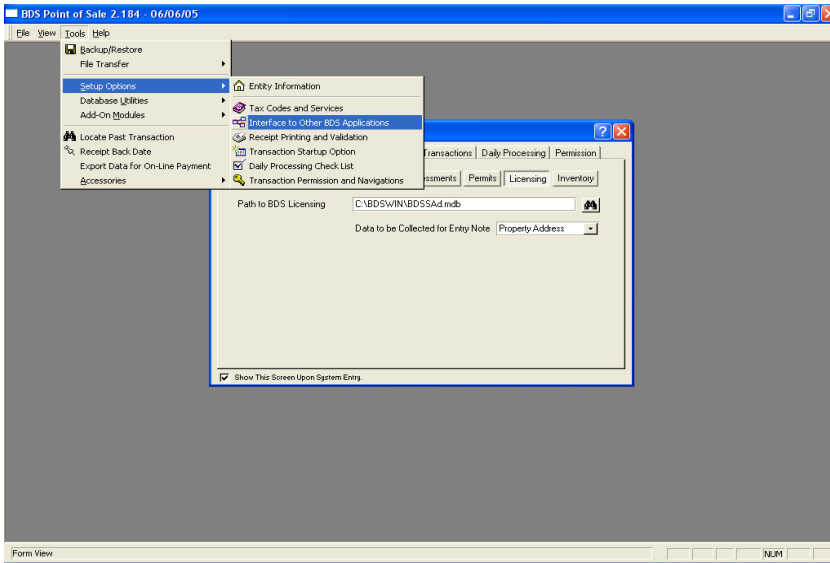 BDS Point of Sale 2.184 - 06/06/05
File View Tools Help
Backup/Restore
File Transfer
Setup Options
Database Utilities
Add-On Modules
Locate Past Transaction
Receipt Back Date
Export Data for On-Line Payment
Accessories
Entity Information
Tax Codes and Services
Interface to Other BDS Applications
Receipt Printing and Validation
Transaction Startup Option
Daily Processing Check List
Transaction Permission and Navigations
Transactions Daily Processing Permission
Permits Licensing Inventory
Path to BDS Licensing C:\BDSWIN\BDSSAd.mdb
Data to be Collected for Entry Note Property Address
Show This Screen Upon System Entry.
Form View NUM